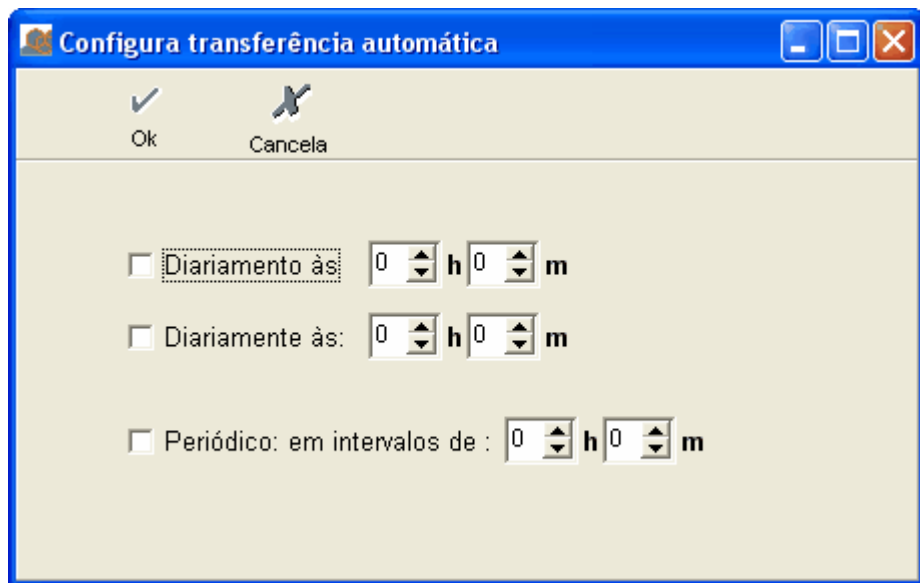 Configura transferência automática
Ok
Cancela
Diariamento às 0 h 0 m
Diariamente às: 0 h 0 m
Periódico: em intervalos de : 0 h 0 m